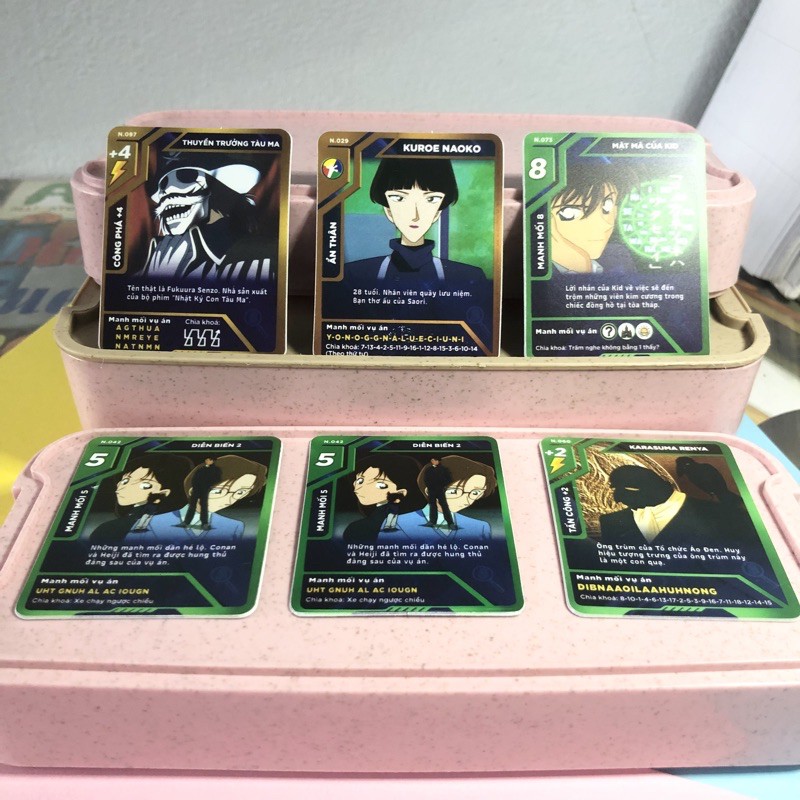 N.097
THUYỀN TRƯỞNG TÀU MA
+4
CÔNG PHÁ +4
Tên thật là Fukuura Senzo. Nhà sản xuất
của bộ phim "Nhật Ký Con Tàu Ma".
Manh mối vụ án
Chia khoá:
AGTHUA
NMREYE
NATNMN
N.029
KUROE NAOKO
ẨN THÂN
28 tuổi. Nhân viên quầy lưu niệm.
Bạn thơ ấu của Saori.
Manh mối vụ án
Y-O-N-O-G-G-N-A-L-U-E-C-I-U-N-I
Chìa khoá: 7-13-4-2-5-11-9-16-1-12-8-15-3-6-10-14
(Theo thứ tự)
N.073
MẬT MÃ CỦA KID
8
MANH MỐI 8
Lời nhắn của Kid về việc sẽ đến
trộm những viên kim cương trong
chiếc đồng hồ tại tòa tháp.
Manh mối vụ án
Chìa khoá: Trăm nghe không bằng 1 thấy?
N.042
DIỄN BIẾN 2
5
MANH MỐI 5
Những manh mối dần hé lộ. Conan
và Heiji đã tìm ra được hung thủ
đằng sau của vụ án.
Manh mối vụ án
UHT GNUH AL AC IOUGN
Chìa khoá: Xe chạy ngược chiều
N.042
DIỄN BIẾN 2
5
MANH MỐI 5
Những manh mối dần hé lộ. Conan
và Heiji đã tìm ra được hung thủ
đằng sau của vụ án.
Manh mối vụ án
UHT GNUH AL AC IOUGN
Chìa khoá: Xe chạy ngược chiều
KARASUMA RENYA
+2
TẤN CÔNG +2
Ông trùm của Tổ chức Áo Đen. Huy
hiệu tượng trưng của ông trùm này
là một con quạ.
Manh mối vụ án
DIBNAAOILAAHUHNONG
Chìa khoá: 8-10-1-4-6-13-17-2-5-3-9-16-7-11-18-12-14-15